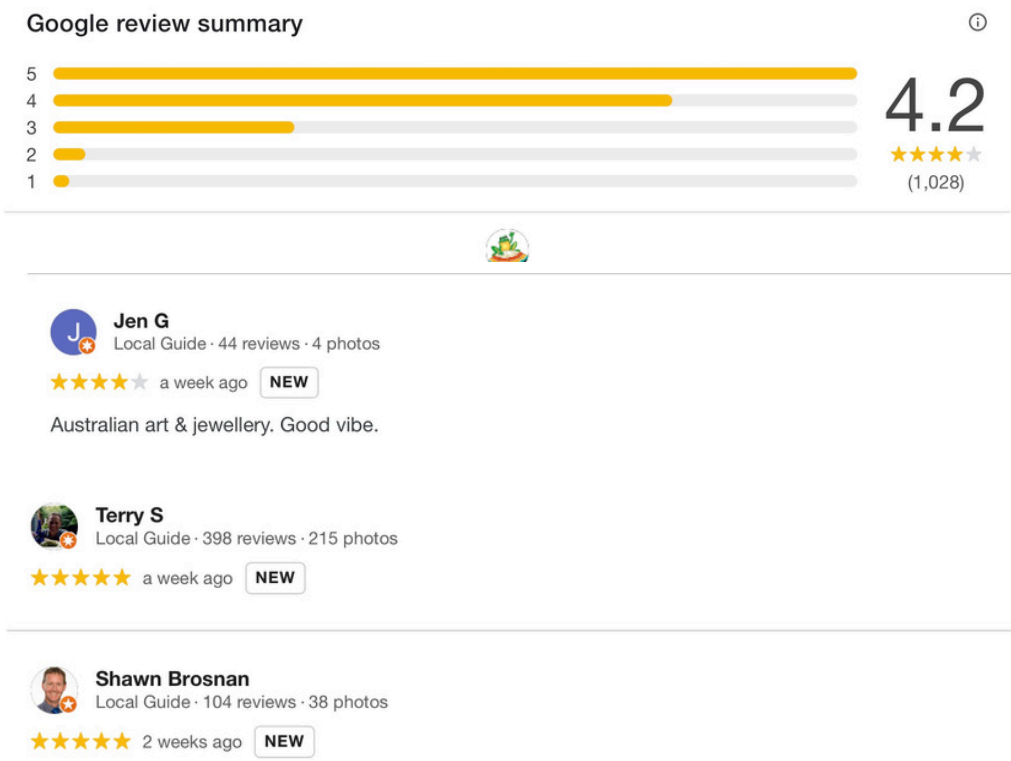 Google review summary
5
4
3
2
1
4.2
(1,028)
J
Jen G
Local Guide · 44 reviews · 4 photos
a week ago NEW
Australian art & jewellery. Good vibe.
Terry S
Local Guide · 398 reviews · 215 photos
a week ago NEW
Shawn Brosnan
Local Guide · 104 reviews · 38 photos
2 weeks ago NEW